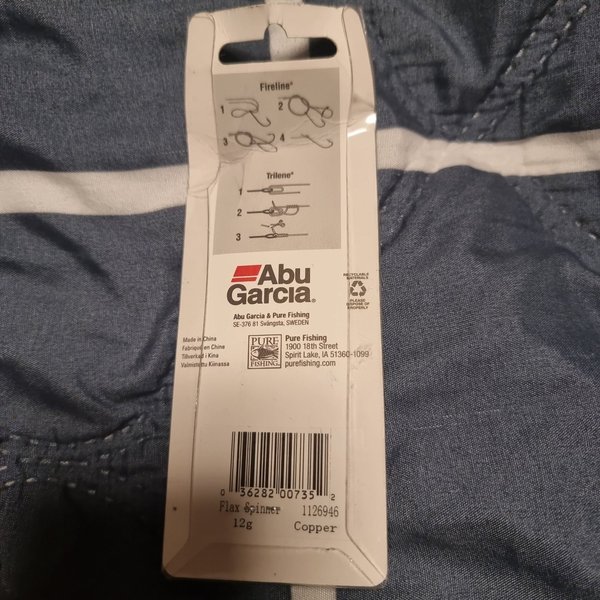 Fireline®
1 2
3 4
Trilene®
1
2
3
Abu
Garcia®
RECYCLABLE
MATERIALS
PLEASE
DISPOSE OF
PROPERLY
Abu Garcia & Pure Fishing
SE-376 81 Svängsta, SWEDEN
Made in China
Fabriqué en Chine
Tillverkad i Kina
Valmistettu Kiinassa
PURE
FISHING
Pure Fishing
1900 18th Street
Spirit Lake, IA 51360-1099
purefishing.com
0 36282 00735 2
Flax Spinner 1126946
12g Copper